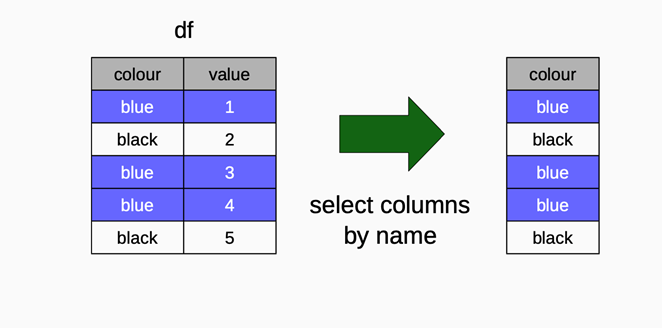 df
colour value
blue 1
black 2
blue 3
blue 4
black 5
select columns
by name
colour
blue
black
blue
blue
black